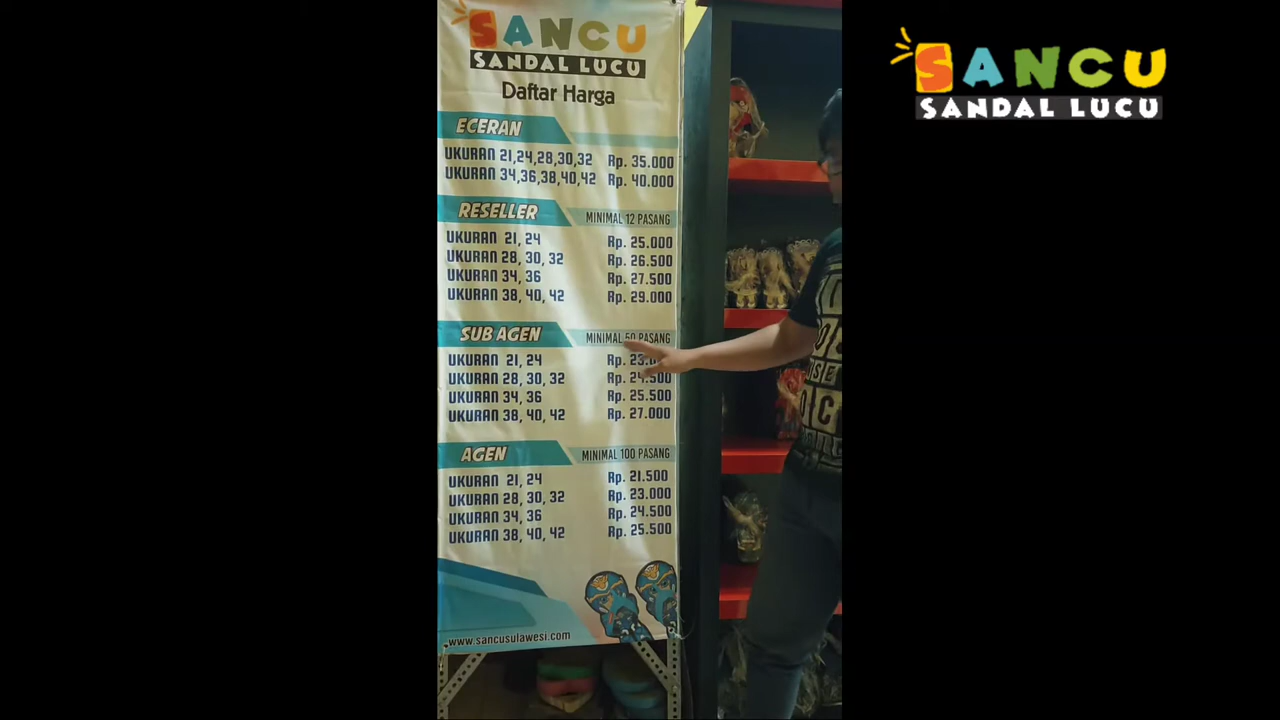 SANCU
SANDAL LUCU
Daftar Harga
ECERAN
UKURAN 21,24,28,30,32 Rp. 35.000
UKURAN 34,36,38,40,42 Rp. 40.000
RESELLER MINIMAL 12 PASANG
UKURAN 21, 24 Rp. 25.000
UKURAN 28, 30, 32 Rp. 26.500
UKURAN 34, 36 Rp. 27.500
UKURAN 38, 40, 42 Rp. 29.000
SUB AGEN MINIMAL 50 PASANG
UKURAN 21, 24 Rp.
UKURAN 28, 30, 32 Rp. 24.500
UKURAN 34, 36 Rp. 25.500
UKURAN 38, 40, 42 Rp. 27.000
AGEN MINIMAL 100 PASANG
UKURAN 21, 24 Rp. 21.500
UKURAN 28, 30, 32 Rp. 23.000
UKURAN 34, 36 Rp. 24.500
UKURAN 38, 40, 42 Rp. 25.500
www.sancusulawesi.com
SANCU
SANDAL LUCU